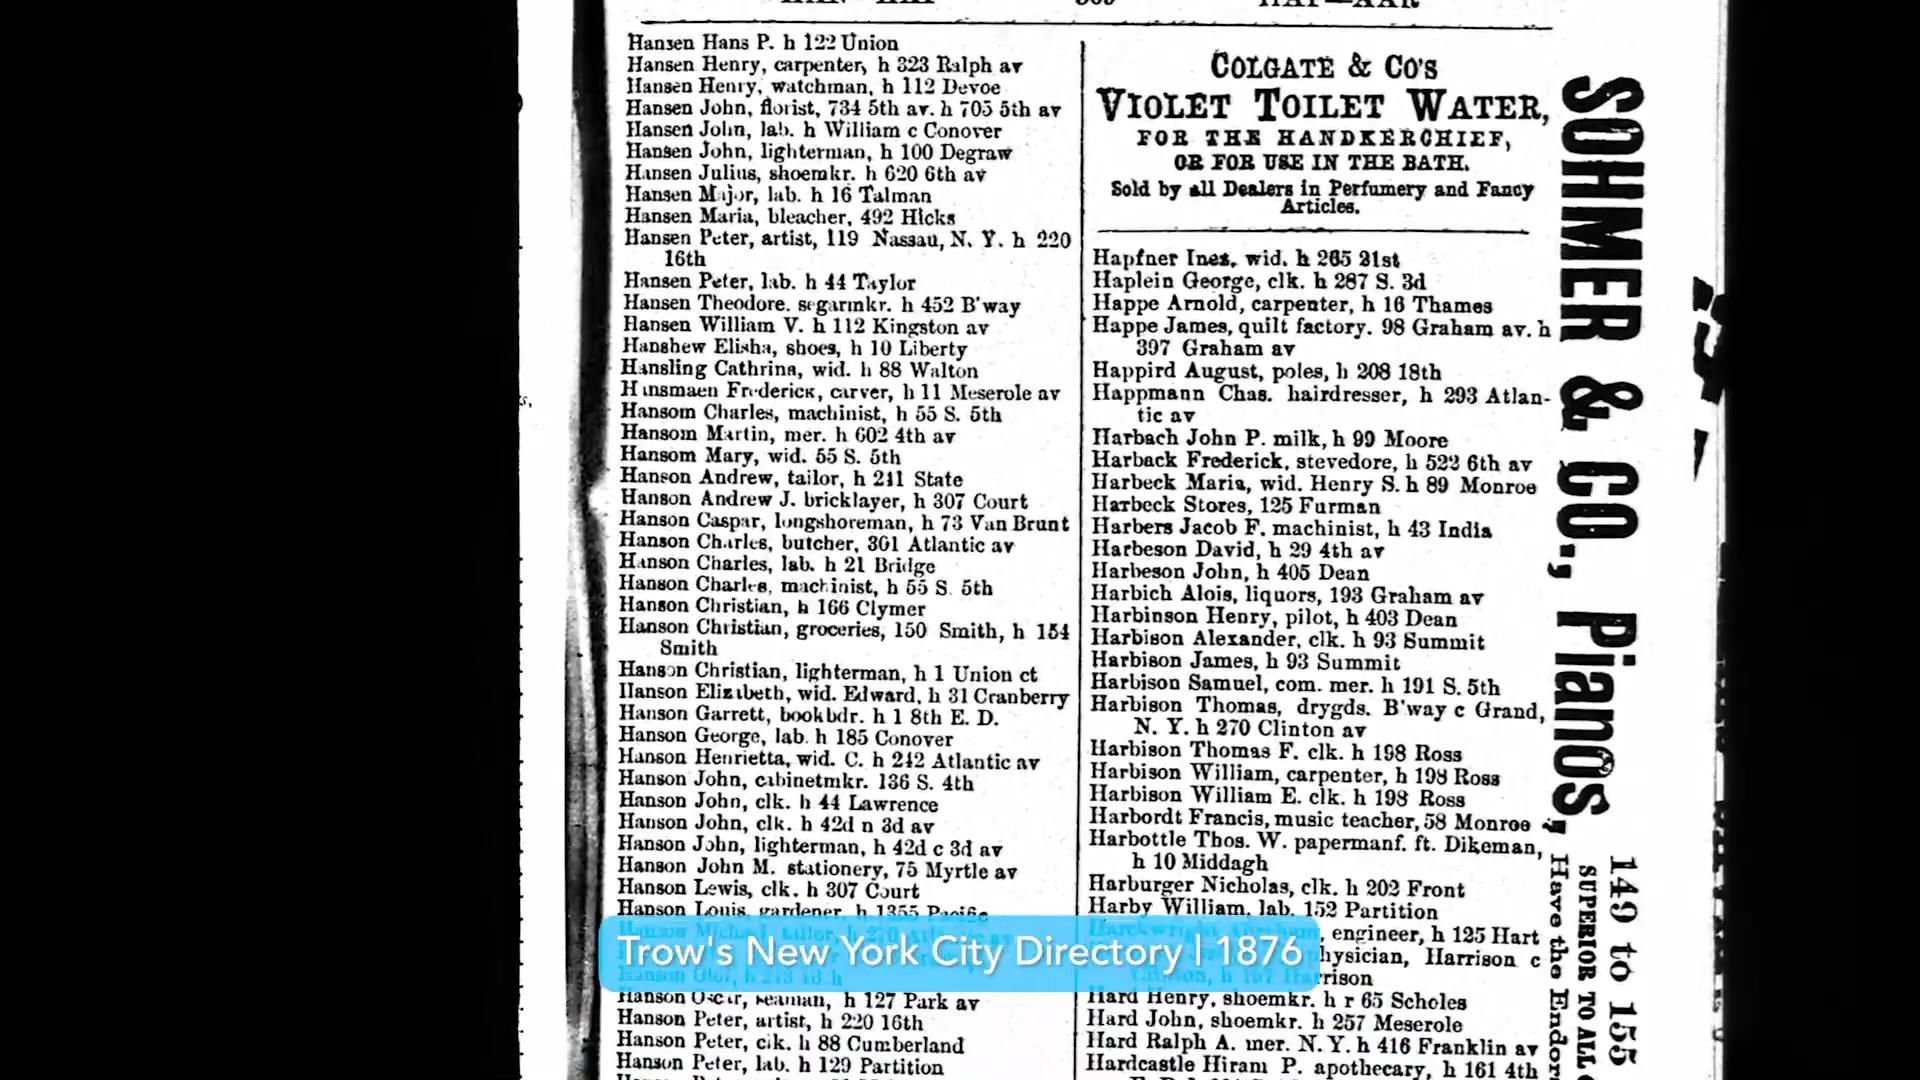 Hansen Hans P. h 122 Union
Hansen Henry, carpenter, h 323 Ralph av
Hansen Henry, watchman, h 112 Devoe
Hansen John, florist, 734 5th av. h 705 5th av
Hansen John, lab. h William c Conover
Hansen John, lighterman, h 100 Degraw
Hansen Julius, shoemkr. h 620 6th av
Hansen Major, lab. h 16 Talman
Hansen Maria, bleacher, 492 Hicks
Hansen Peter, artist, 119 Nassau, N. Y. h 220
16th
Hansen Peter, lab. h 44 Taylor
Hansen Theodore. segarmkr. h 452 B'way
Hansen William V. h 112 Kingston av
Hanshew Elisha, shoes, h 10 Liberty
Hansling Cathrina, wid. h 88 Walton
Hansmaen Frederick, carver, h 11 Meserole av
Hansom Charles, machinist, h 55 S. 5th
Hansom Martin, mer. h 602 4th av
Hansom Mary, wid. 55 S. 5th
Hanson Andrew, tailor, h 211 State
Hanson Andrew J. bricklayer, h 307 Court
Hanson Caspar, longshoreman, h 73 Van Brunt
Hanson Charles, butcher, 301 Atlantic av
Hanson Charles, lab. h 21 Bridge
Hanson Charles, machinist, h 55 S. 5th
Hanson Christian, h 166 Clymer
Hanson Christian, groceries, 150 Smith, h 154
Smith
Hanson Christian, lighterman, h 1 Union ct
Hanson Elizabeth, wid. Edward, h 31 Cranberry
Hanson Garrett, bookbdr. h 1 8th E. D.
Hanson George, lab. h 185 Conover
Hanson Henrietta, wid. C. h 242 Atlantic av
Hanson John, cabinetmkr. 136 S. 4th
Hanson John, clk. h 44 Lawrence
Hanson John, clk. h 42d n 3d av
Hanson John, lighterman, h 42d c 3d av
Hanson John M. stationery, 75 Myrtle av
Hanson Lewis, clk. h 307 Court
Hanson Louis, gardener, h 1355 Pacific
Hanson Oscar, seaman, h 127 Park av
Hanson Peter, artist, h 220 16th
Hanson Peter, clk. h 88 Cumberland
Hanson Peter, lab. h 129 Partition
COLGATE & CO'S
VIOLET TOILET WATER,
FOR THE HANDKERCHIEF,
OR FOR USE IN THE BATH.
Sold by all Dealers in Perfumery and Fancy
Articles.
Hapfner Ines, wid. h 265 21st
Haplein George, clk. h 287 S. 3d
Happe Arnold, carpenter, h 16 Thames
Happe James, quilt factory. 98 Graham av. h
397 Graham av
Happird August, poles, h 208 18th
Happmann Chas. hairdresser, h 293 Atlan-
tic av
Harbach John P. milk, h 99 Moore
Harback Frederick, stevedore, h 522 6th av
Harbeck Maria, wid. Henry S. h 89 Monroe
Harbeck Stores, 125 Furman
Harbers Jacob F. machinist, h 43 India
Harbeson David, h 29 4th av
Harbeson John, h 405 Dean
Harbich Alois, liquors, 193 Graham av
Harbinson Henry, pilot, h 403 Dean
Harbison Alexander, clk. h 93 Summit
Harbison James, h 93 Summit
Harbison Samuel, com. mer. h 191 S. 5th
Harbison Thomas, drygds. B'way c Grand,
N. Y. h 270 Clinton av
Harbison Thomas F. clk. h 198 Ross
Harbison William, carpenter, h 198 Ross
Harbison William E. clk. h 198 Ross
Harbordt Francis, music teacher, 58 Monroe
Harbottle Thos. W. papermanf. ft. Dikeman,
h 10 Middagh
Harburger Nicholas, clk. h 202 Front
Harby William, lab. 152 Partition
Harckwright Abraham, engineer, h 125 Hart
physician, Harrison c
Clinton, h 157 Harrison
Hard Henry, shoemkr. h r 65 Scholes
Hard John, shoemkr. h 257 Meserole
Hard Ralph A. mer. N. Y. h 416 Franklin av
Hardcastle Hiram P. apothecary, h 161 4th
SOHMER & CO., Pianos,
149 to 155
SUPERIOR TO ALL
Have the Endor
Trow's New York City Directory | 1876